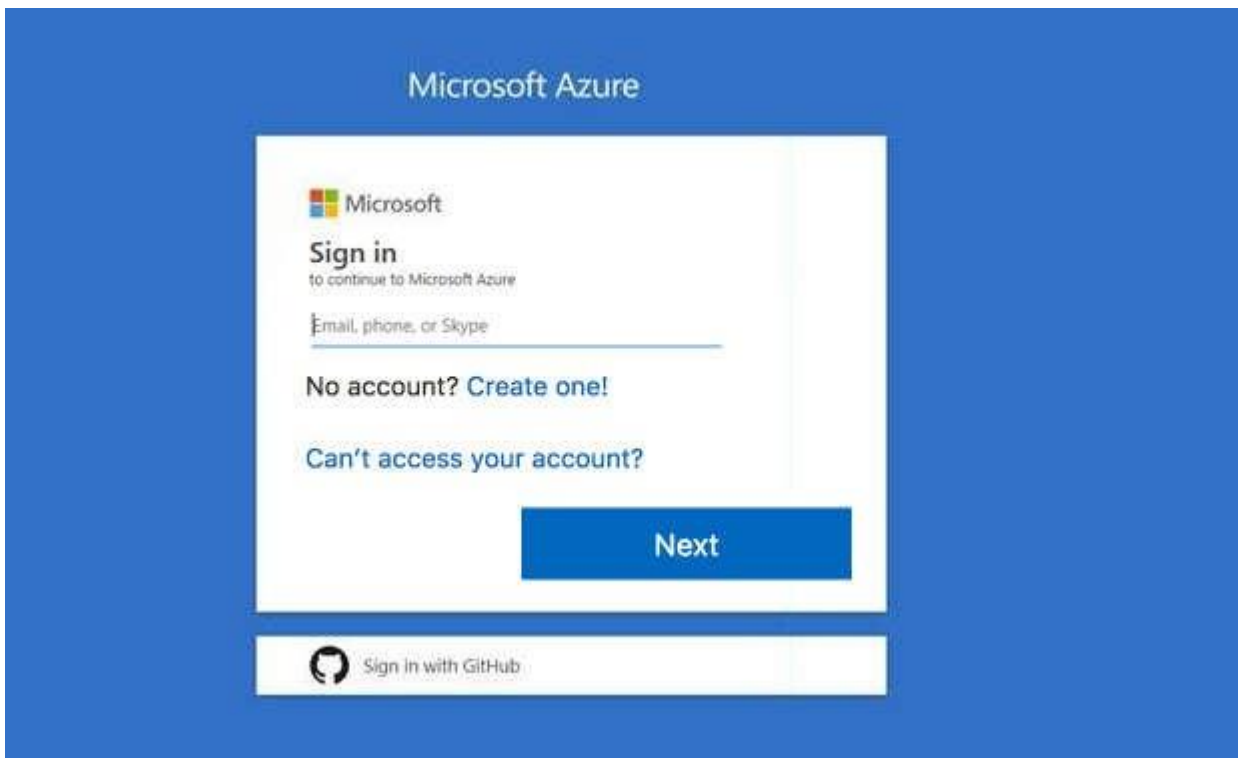 Microsoft Azure
Microsoft
Sign in
to continue to Microsoft Azure
Email, phone, or Skype
No account? Create one!
Can't access your account?
Next
Sign in with GitHub